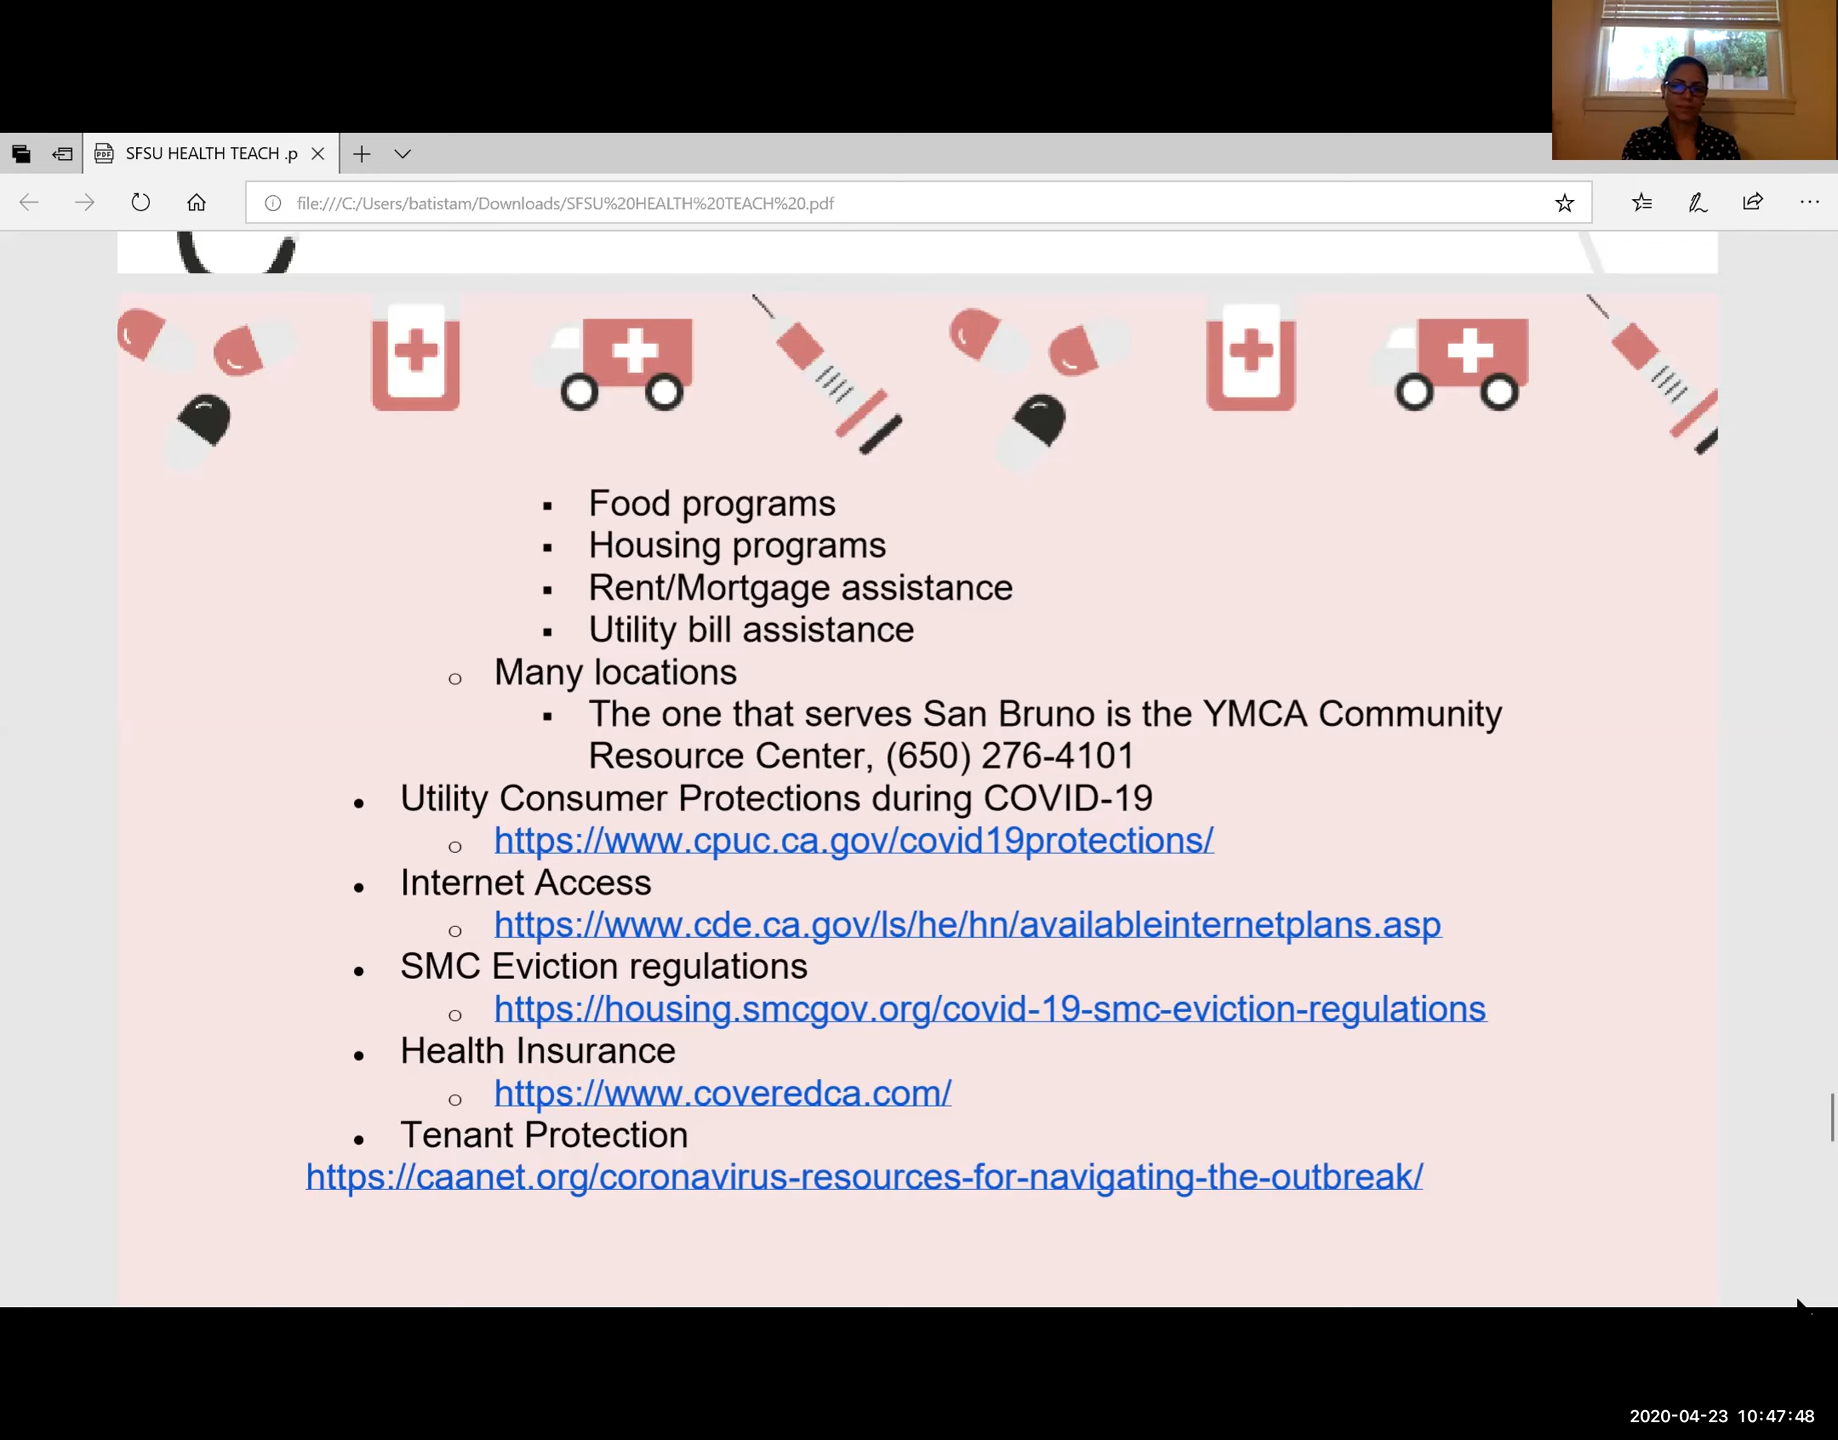 SFSU HEALTH TEACH .p
file:///C:/Users/batistam/Downloads/SFSU%20HEALTH%20TEACH%20.pdf
▪ Food programs
▪ Housing programs
▪ Rent/Mortgage assistance
▪ Utility bill assistance
o Many locations
▪ The one that serves San Bruno is the YMCA Community
Resource Center, (650) 276-4101
• Utility Consumer Protections during COVID-19
o https://www.cpuc.ca.gov/covid19protections/
• Internet Access
o https://www.cde.ca.gov/ls/he/hn/availableinternetplans.asp
• SMC Eviction regulations
o https://housing.smcgov.org/covid-19-smc-eviction-regulations
• Health Insurance
o https://www.coveredca.com/
• Tenant Protection
https://caanet.org/coronavirus-resources-for-navigating-the-outbreak/
2020-04-23 10:47:48